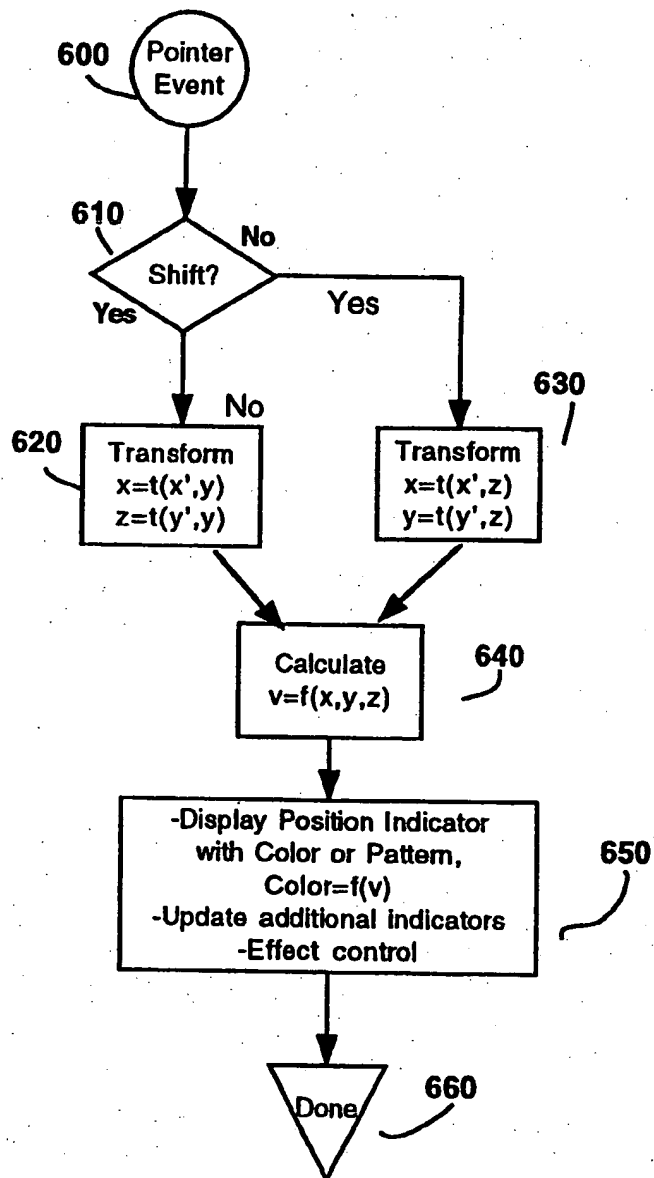 600
Pointer
Event
610
No
Shift?
Yes
Yes
No
630
620
Transform
x=t(x',y)
z=t(y',y)
Transform
x=t(x',z)
y=t(y',z)
Calculate
v=f(x,y,z)
640
-Display Position Indicator
with Color or Pattern,
Color=f(v)
-Update additional indicators
-Effect control
650
Done
660